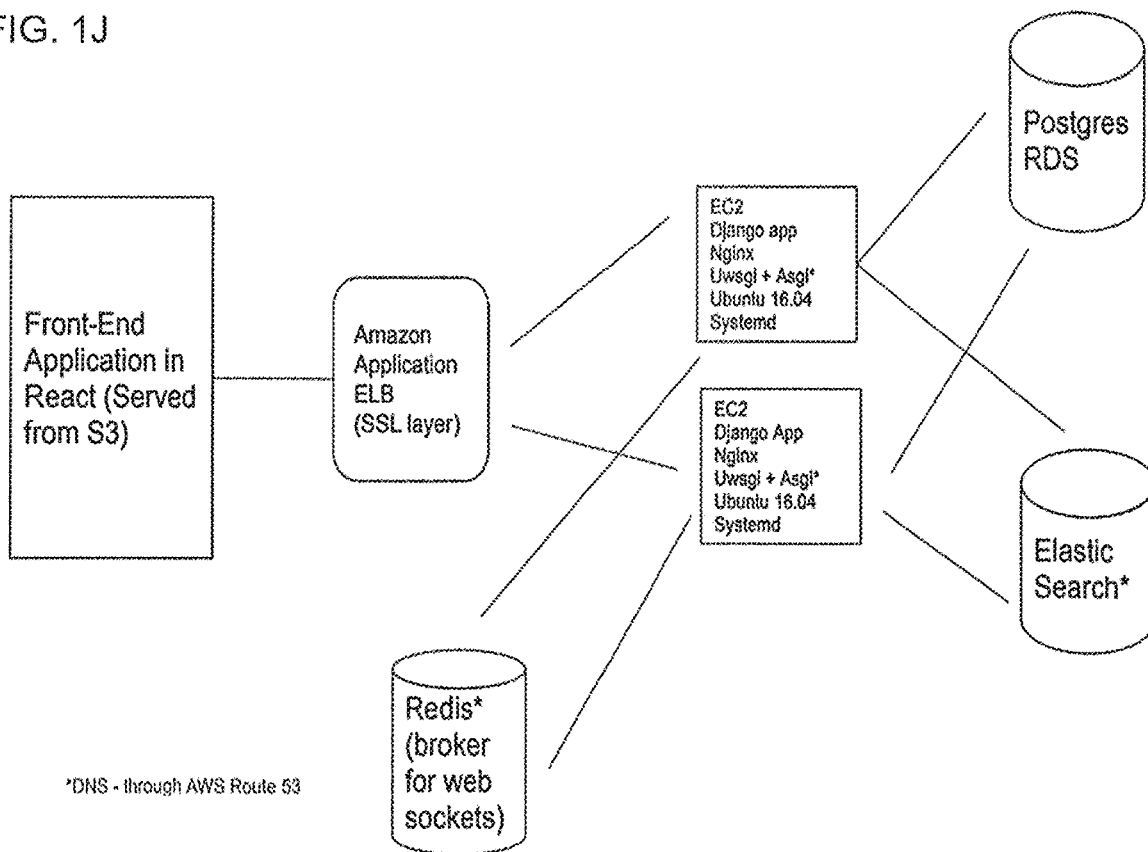 FIG. 1J
Postgres
RDS
EC2
Django app
Nginx
Uwsgi + Asgi*
Ubuntu 16.04
Systemd
Front-End
Application in
React (Served
from S3)
Amazon
Application
ELB
(SSL layer)
EC2
Django App
Nginx
Uwsgi + Asgi*
Ubuntu 16.04
Systemd
Elastic
Search*
Redis*
(broker
for web
sockets)
*DNS - through AWS Route 53